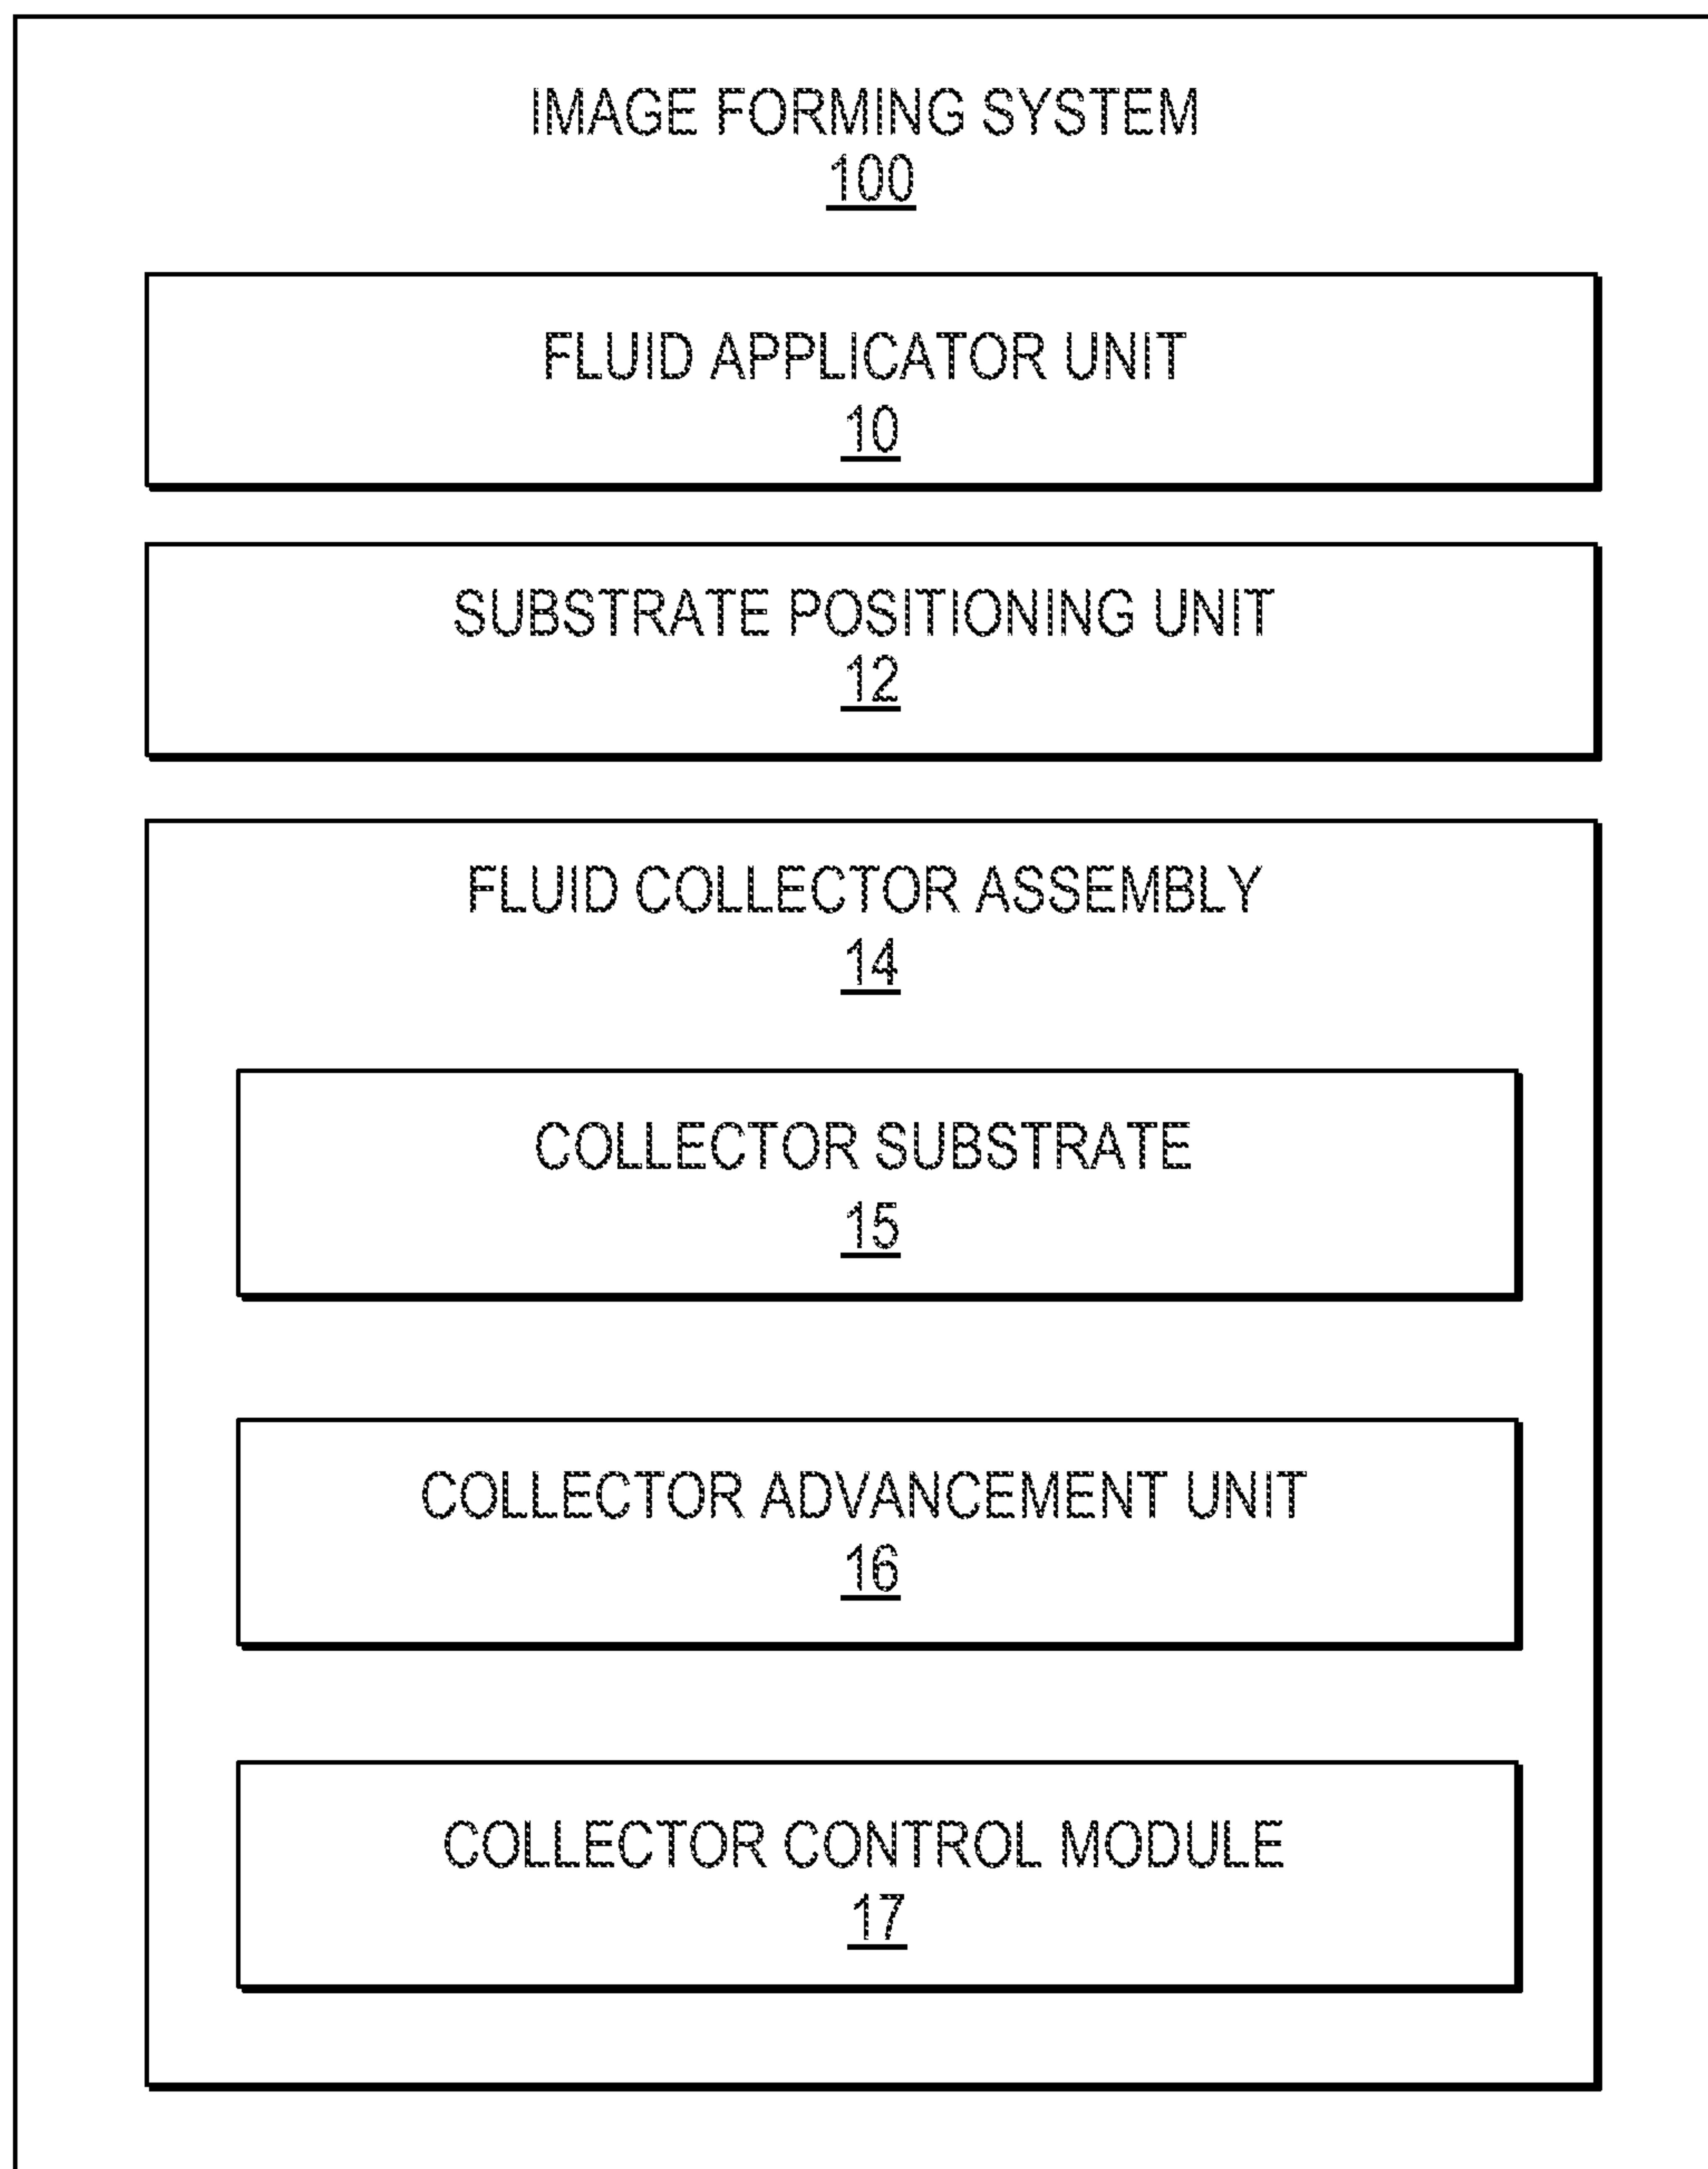 IMAGE FORMING SYSTEM
100
FLUID APPLICATOR UNIT
10
SUBSTRATE POSITIONING UNIT
12
FLUID COLLECTOR ASSEMBLY
14
COLLECTOR SUBSTRATE
15
COLLECTOR ADVANCEMENT UNIT
16
COLLECTOR CONTROL MODULE
17